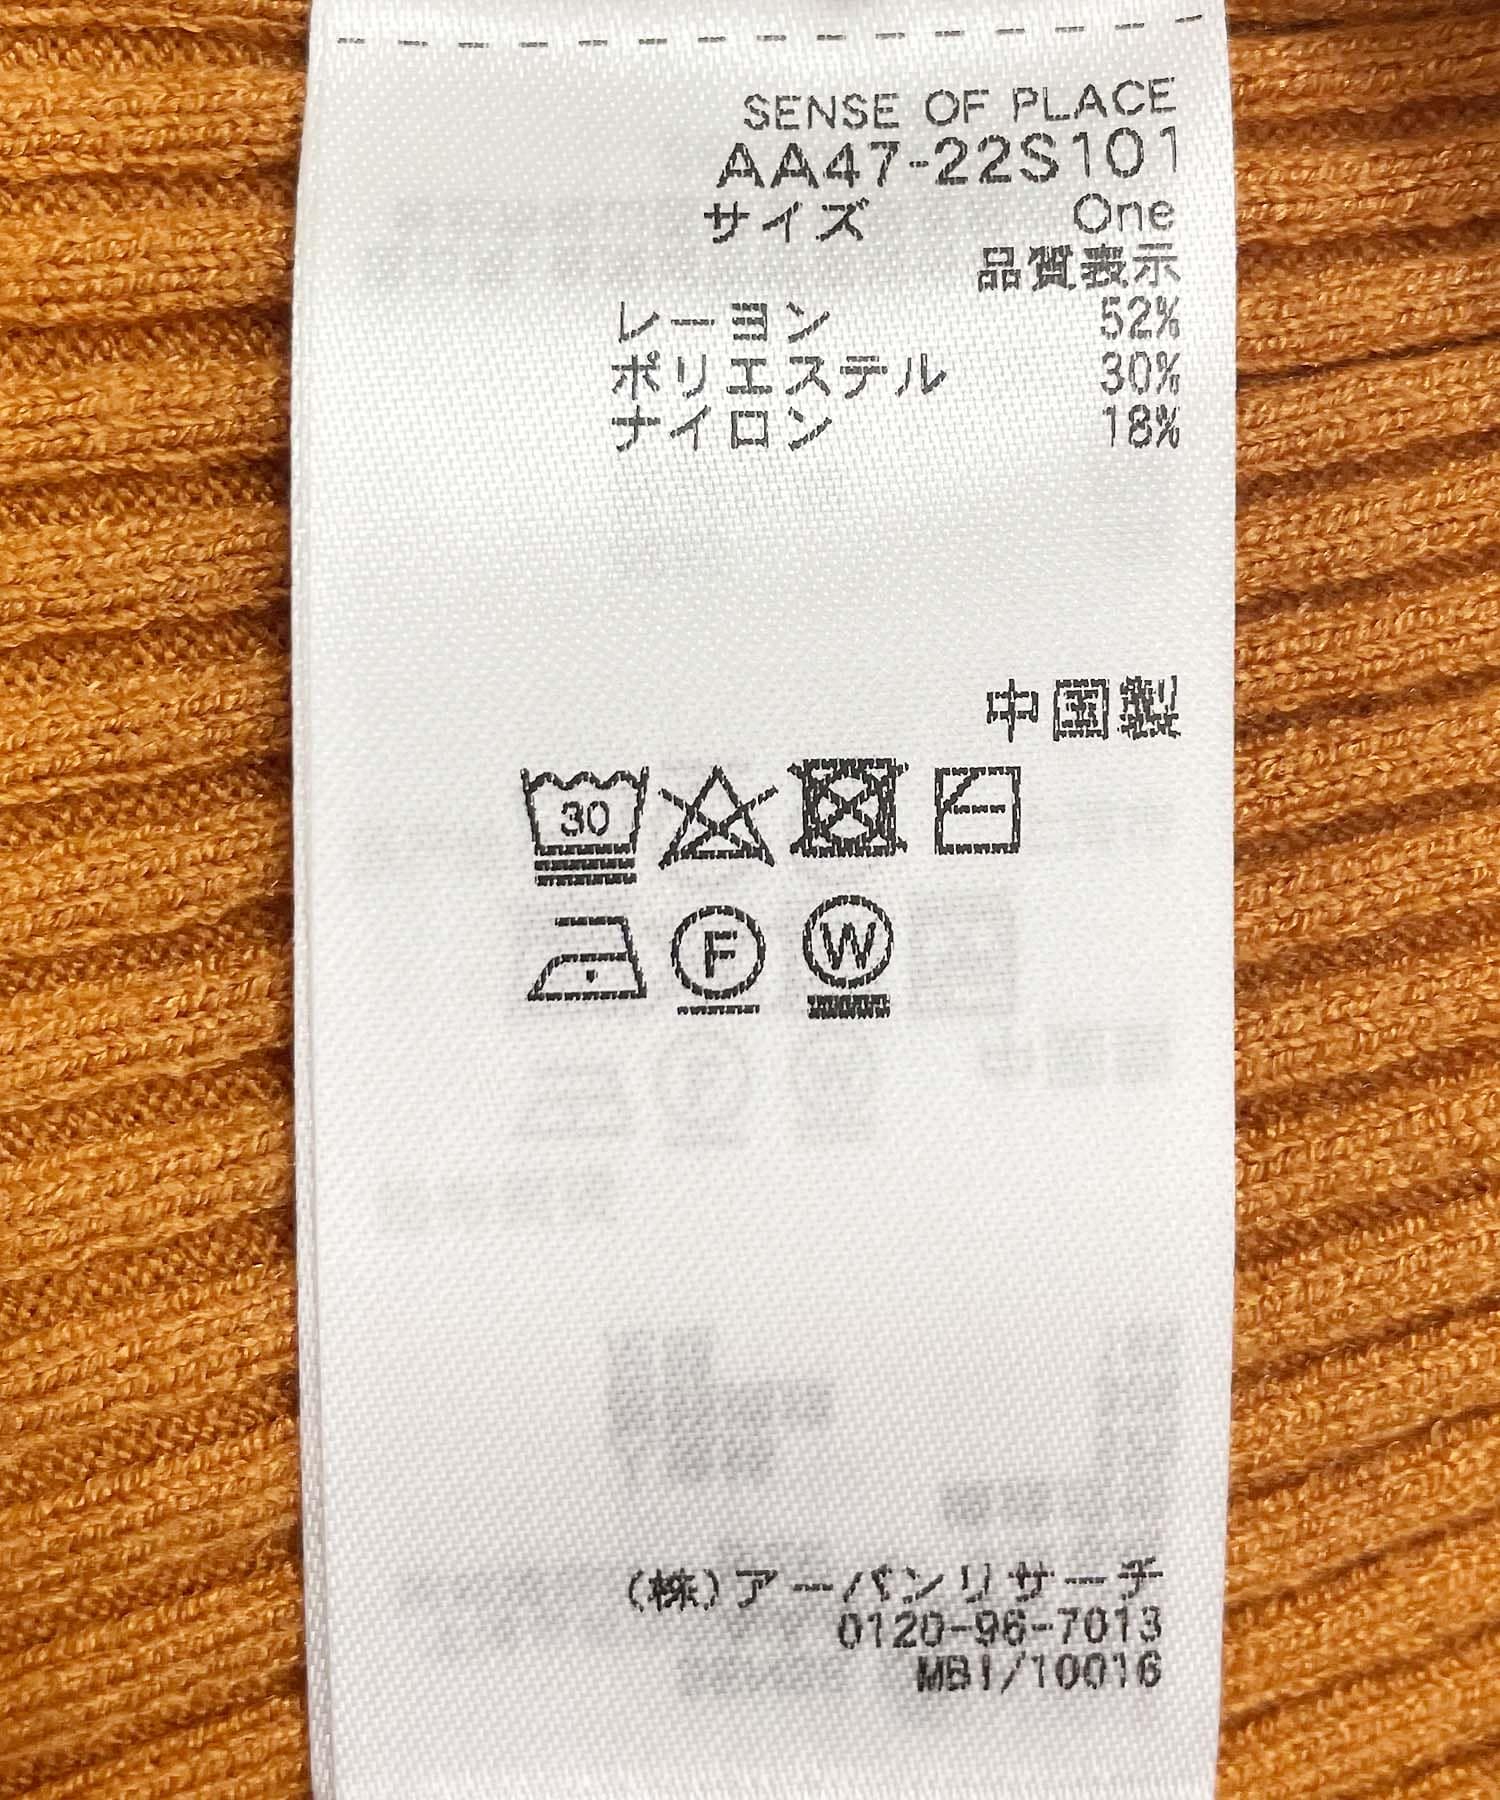 SENSE OF PLACE
AA47-22S101
サイズ One
品質表示
レーヨン 52%
ポリエステル 30%
ナイロン 18%
中国製
30
F W
(株)アーバンリサーチ
0120-96-7013
MBI/10016